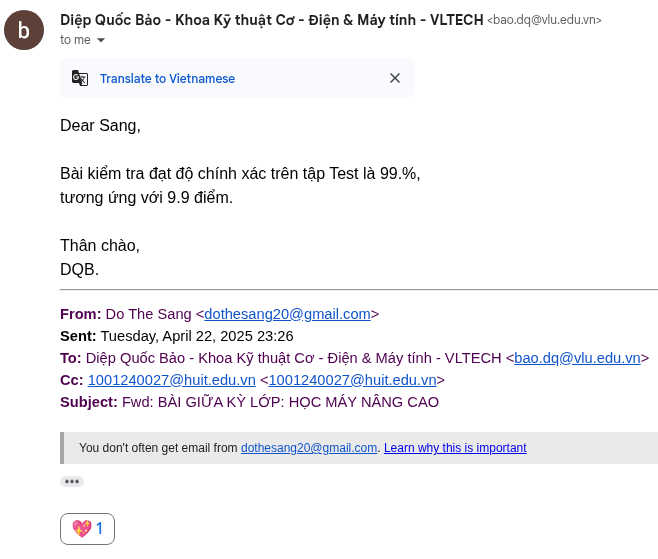 b
Diệp Quốc Bảo - Khoa Kỹ thuật Cơ - Điện & Máy tính - VLTECH <bao.dq@vlu.edu.vn>
to me
Translate to Vietnamese
Dear Sang,
Bài kiểm tra đạt độ chính xác trên tập Test là 99.%,
tương ứng với 9.9 điểm.
Thân chào,
DQB.
From: Do The Sang <dothesang20@gmail.com>
Sent: Tuesday, April 22, 2025 23:26
To: Diệp Quốc Bảo - Khoa Kỹ thuật Cơ - Điện & Máy tính - VLTECH <bao.dq@vlu.edu.vn>
Cc: 1001240027@huit.edu.vn <1001240027@huit.edu.vn>
Subject: Fwd: BÀI GIỮA KỲ LỚP: HỌC MÁY NÂNG CAO
You don't often get email from dothesang20@gmail.com. Learn why this is important
💖 1